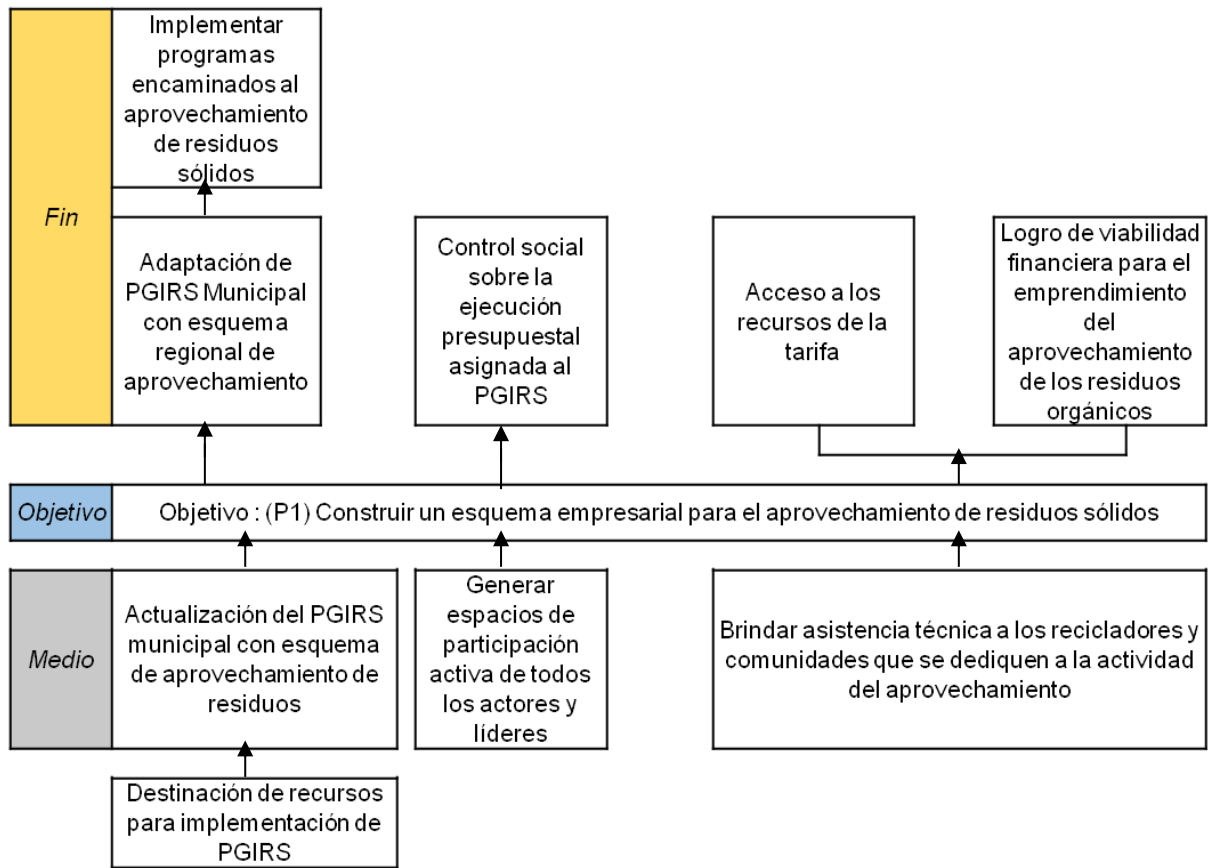 Implementar
programas
encaminados al
aprovechamiento
de residuos
sólidos
Fin
Adaptación de
PGIRS Municipal
con esquema
regional de
aprovechamiento
Control social
sobre la
ejecución
presupuestal
asignada al
PGIRS
Acceso a los
recursos de la
tarifa
Logro de viabilidad
financiera para el
emprendimiento
del
aprovechamiento
de los residuos
orgánicos
Objetivo
Objetivo : (P1) Construir un esquema empresarial para el aprovechamiento de residuos sólidos
Medio
Actualización del PGIRS
municipal con esquema
de aprovechamiento de
residuos
Generar
espacios de
participación
activa de todos
los actores y
líderes
Brindar asistencia técnica a los recicladores y
comunidades que se dediquen a la actividad
del aprovechamiento
Destinación de recursos
para implementación de
PGIRS